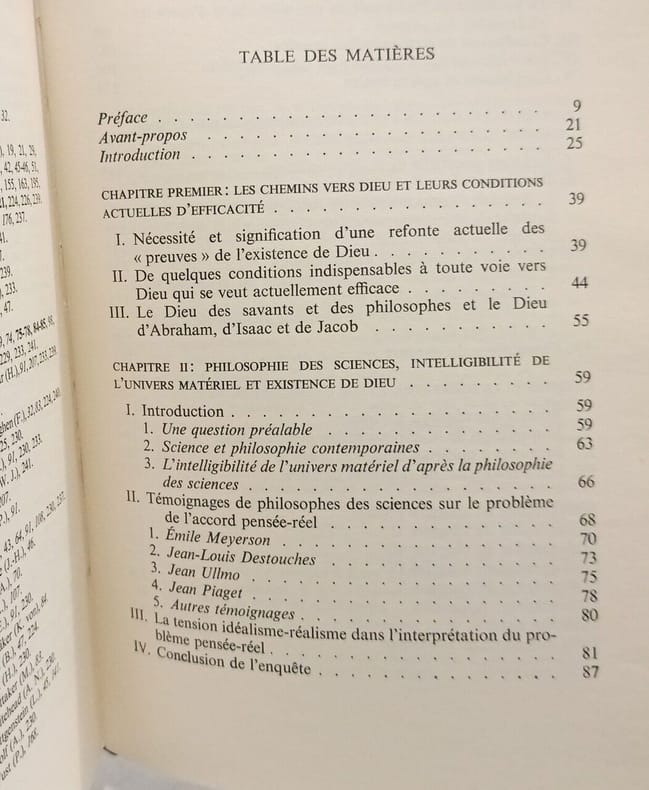 TABLE DES MATIÈRES
Préface . . . . . . . . . . . . . . . . . . . . . 9
Avant-propos . . . . . . . . . . . . . . . . . . . 21
Introduction . . . . . . . . . . . . . . . . . . . 25
CHAPITRE PREMIER: LES CHEMINS VERS DIEU ET LEURS CONDITIONS
ACTUELLES D'EFFICACITÉ . . . . . . . . . . . . . . 39
I. Nécessité et signification d'une refonte actuelle des
« preuves » de l'existence de Dieu . . . . . . . . . . 39
II. De quelques conditions indispensables à toute voie vers
Dieu qui se veut actuellement efficace . . . . . . . . 44
III. Le Dieu des savants et des philosophes et le Dieu
d'Abraham, d'Isaac et de Jacob . . . . . . . . . . 55
CHAPITRE II: PHILOSOPHIE DES SCIENCES, INTELLIGIBILITÉ DE
L'UNIVERS MATÉRIEL ET EXISTENCE DE DIEU . . . . . . . . 59
I. Introduction . . . . . . . . . . . . . . . . . 59
1. Une question préalable . . . . . . . . . . . . 59
2. Science et philosophie contemporaines . . . . . . . 63
3. L'intelligibilité de l'univers matériel d'après la philosophie
des sciences . . . . . . . . . . . . . . . . 66
II. Témoignages de philosophes des sciences sur le problème
de l'accord pensée-réel . . . . . . . . . . . . . 68
1. Émile Meyerson . . . . . . . . . . . . . . . 70
2. Jean-Louis Destouches . . . . . . . . . . . . . 73
3. Jean Ullmo . . . . . . . . . . . . . . . . . 75
4. Jean Piaget . . . . . . . . . . . . . . . . . 78
5. Autres témoignages . . . . . . . . . . . . . . 80
III. La tension idéalisme-réalisme dans l'interprétation du pro-
blème pensée-réel . . . . . . . . . . . . . . . 81
IV. Conclusion de l'enquête . . . . . . . . . . . . . 87